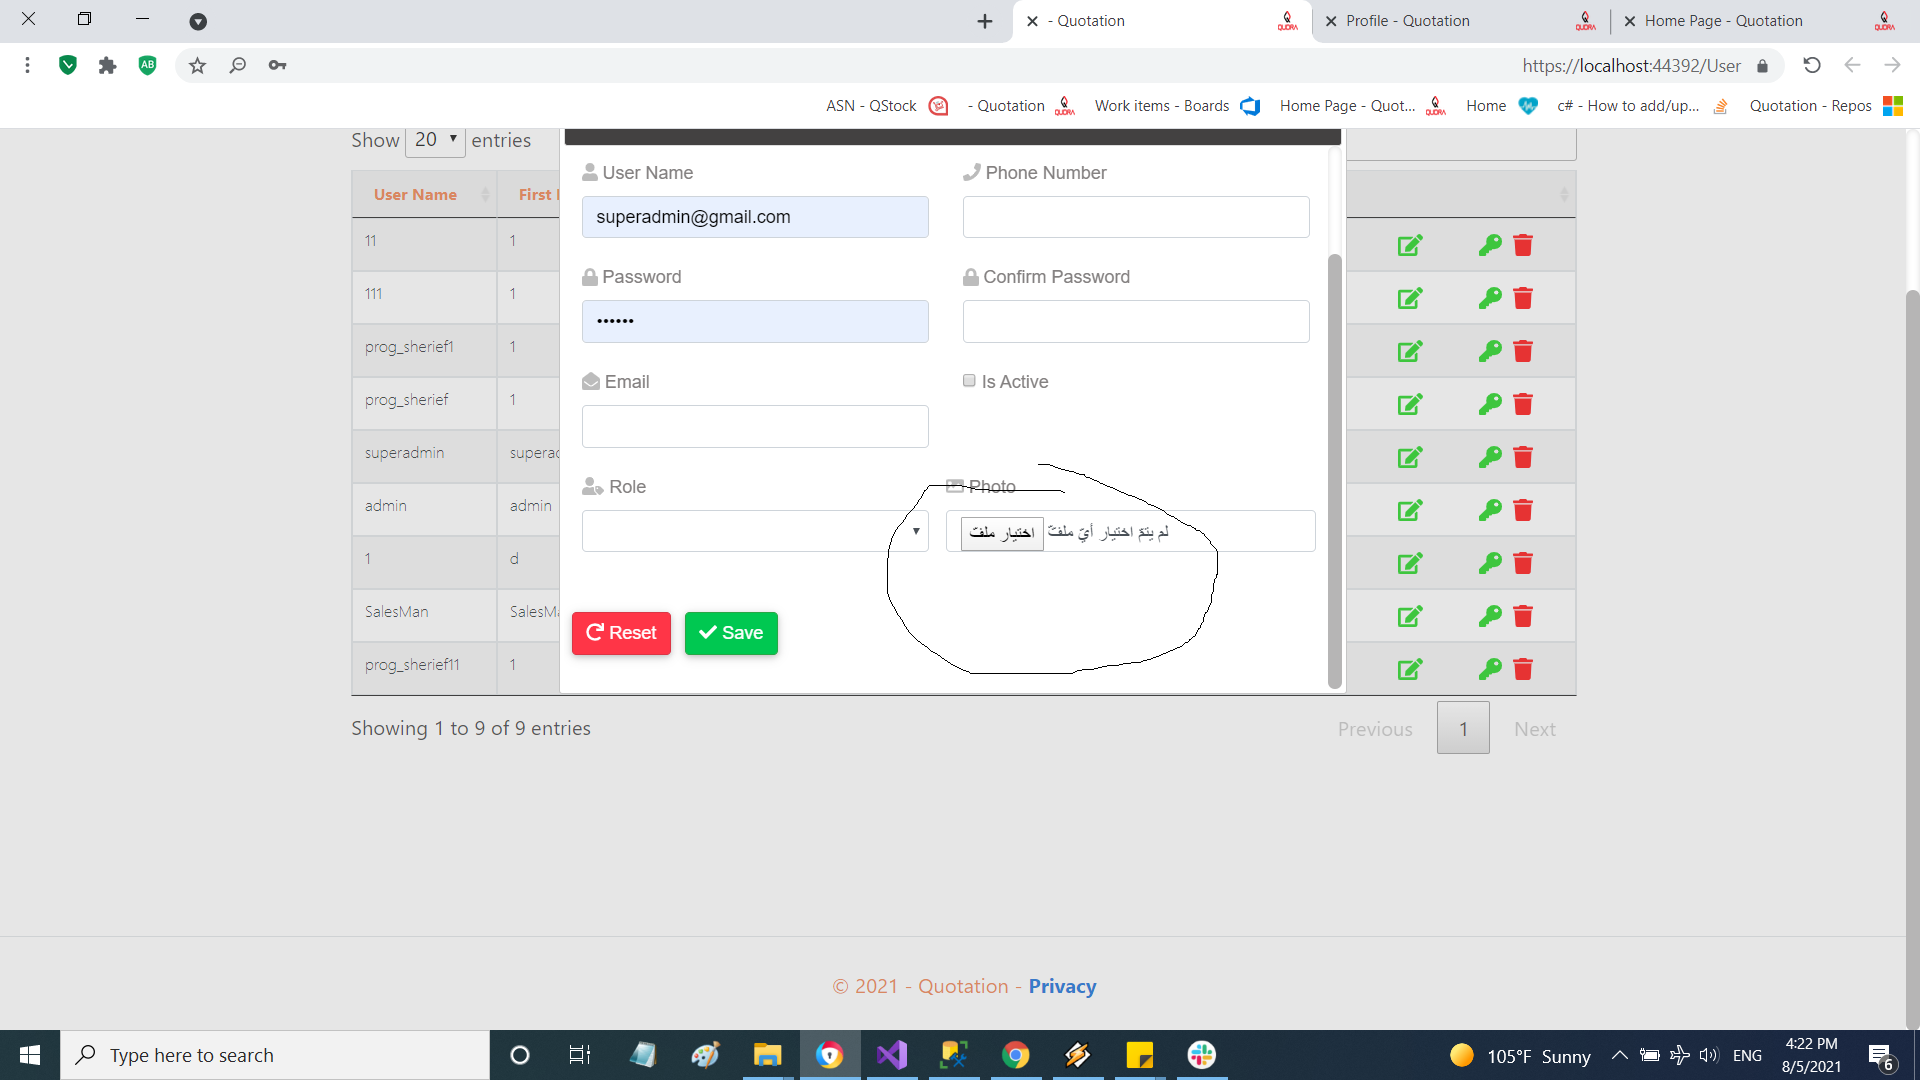 - Quotation
Profile - Quotation
Home Page - Quotation
https://localhost:44392/User
ASN - QStock
- Quotation
Work items - Boards
Home Page - Quot...
Home
c# - How to add/up...
Quotation - Repos
Show 20 entries
User Name
First
User Name
Phone Number
superadmin@gmail.com
Password
Confirm Password
••••••
Email
Is Active
Role
Photo
اختيار ملفّ
لم يتمّ اختيار أيّ ملفّ
Reset
Save
11
1
111
1
prog_sherief1
1
prog_sherief
1
superadmin
superad
admin
admin
1
d
SalesMan
SalesMa
prog_sherief11
1
Showing 1 to 9 of 9 entries
Previous
1
Next
© 2021 - Quotation - Privacy
Type here to search
105°F Sunny
ENG
4:22 PM
8/5/2021
6